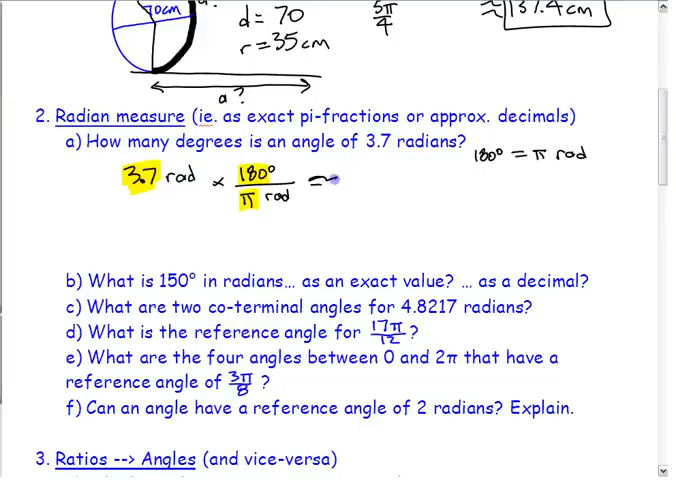 70cm
d = 70
r = 35cm
a ?
5π/4
≈ 137.4cm
2. Radian measure (ie. as exact pi-fractions or approx. decimals)
a) How many degrees is an angle of 3.7 radians?
180° = π rad
3.7 rad × 180°/π rad =
b) What is 150° in radians... as an exact value? ... as a decimal?
c) What are two co-terminal angles for 4.8217 radians?
d) What is the reference angle for 17π/12 ?
e) What are the four angles between 0 and 2π that have a
reference angle of 3π/8 ?
f) Can an angle have a reference angle of 2 radians? Explain.
3. Ratios --> Angles (and vice-versa)